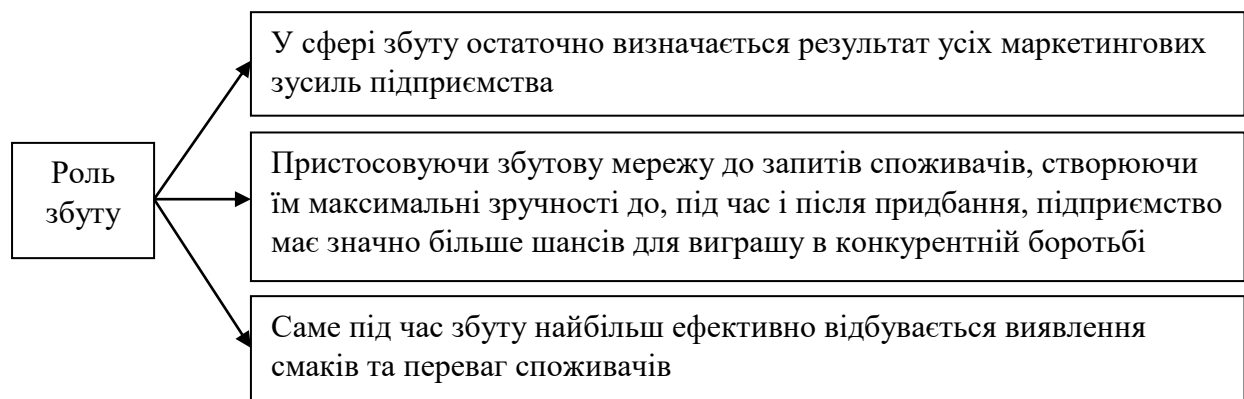 Роль
збуту
У сфері збуту остаточно визначається результат усіх маркетингових
зусиль підприємства
Пристосовуючи збутову мережу до запитів споживачів, створюючи
їм максимальні зручності до, під час і після придбання, підприємство
має значно більше шансів для виграшу в конкурентній боротьбі
Саме під час збуту найбільш ефективно відбувається виявлення
смаків та переваг споживачів